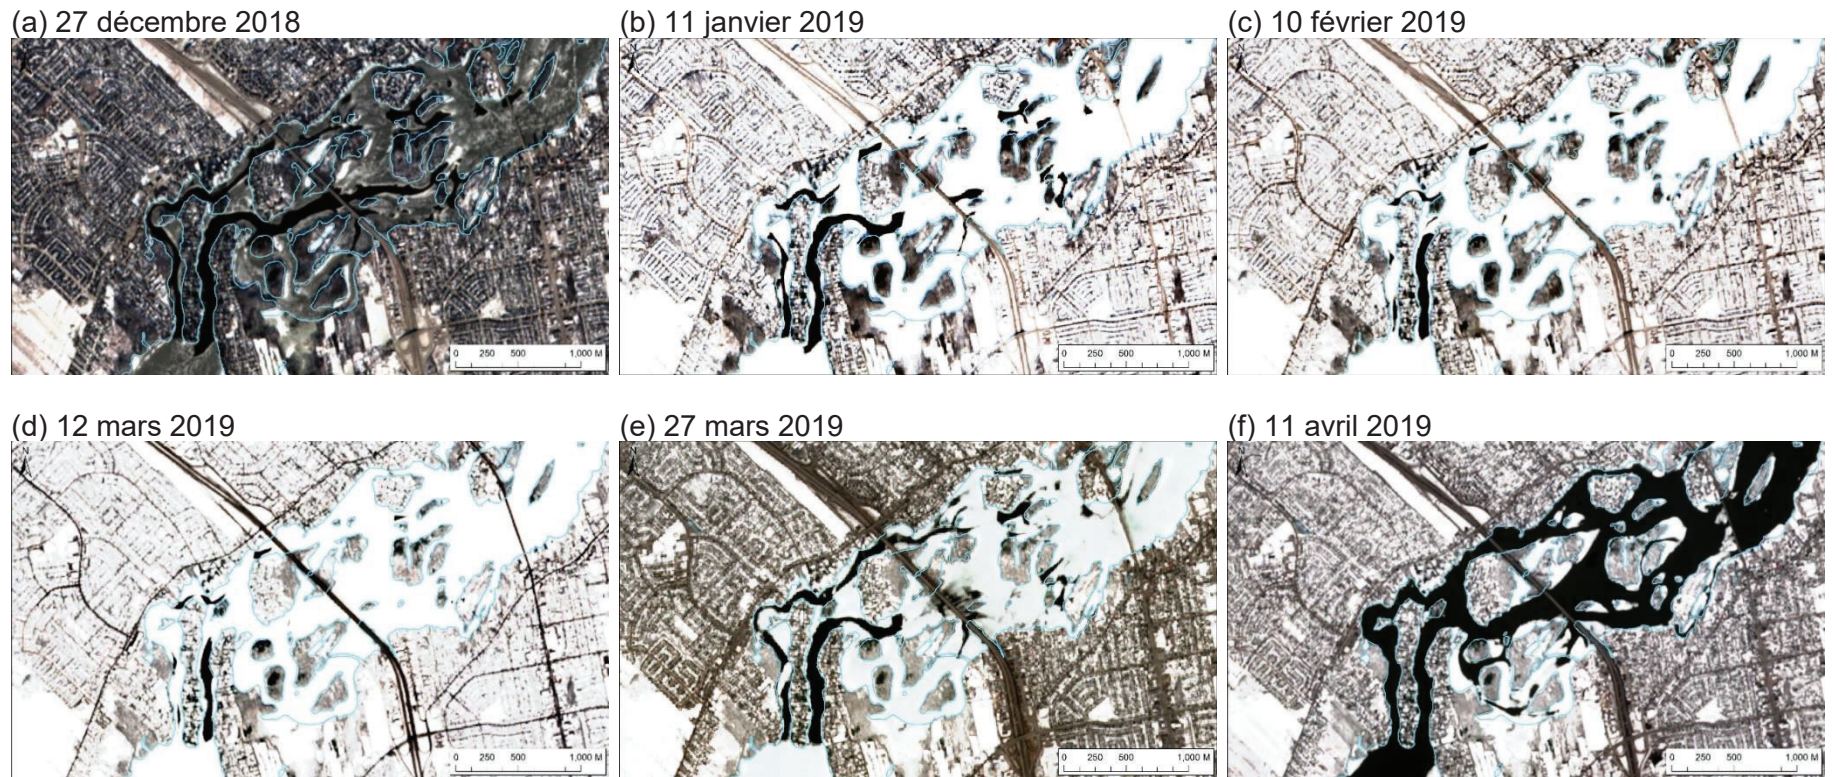 (a) 27 décembre 2018
(b) 11 janvier 2019
(c) 10 février 2019
0 250 500 1,000 M
0 250 500 1,000 M
0 250 500 1,000 M
(d) 12 mars 2019
(e) 27 mars 2019
(f) 11 avril 2019
N
N
0 250 500 1,000 M
0 250 500 1,000 M
0 250 500 1,000 M